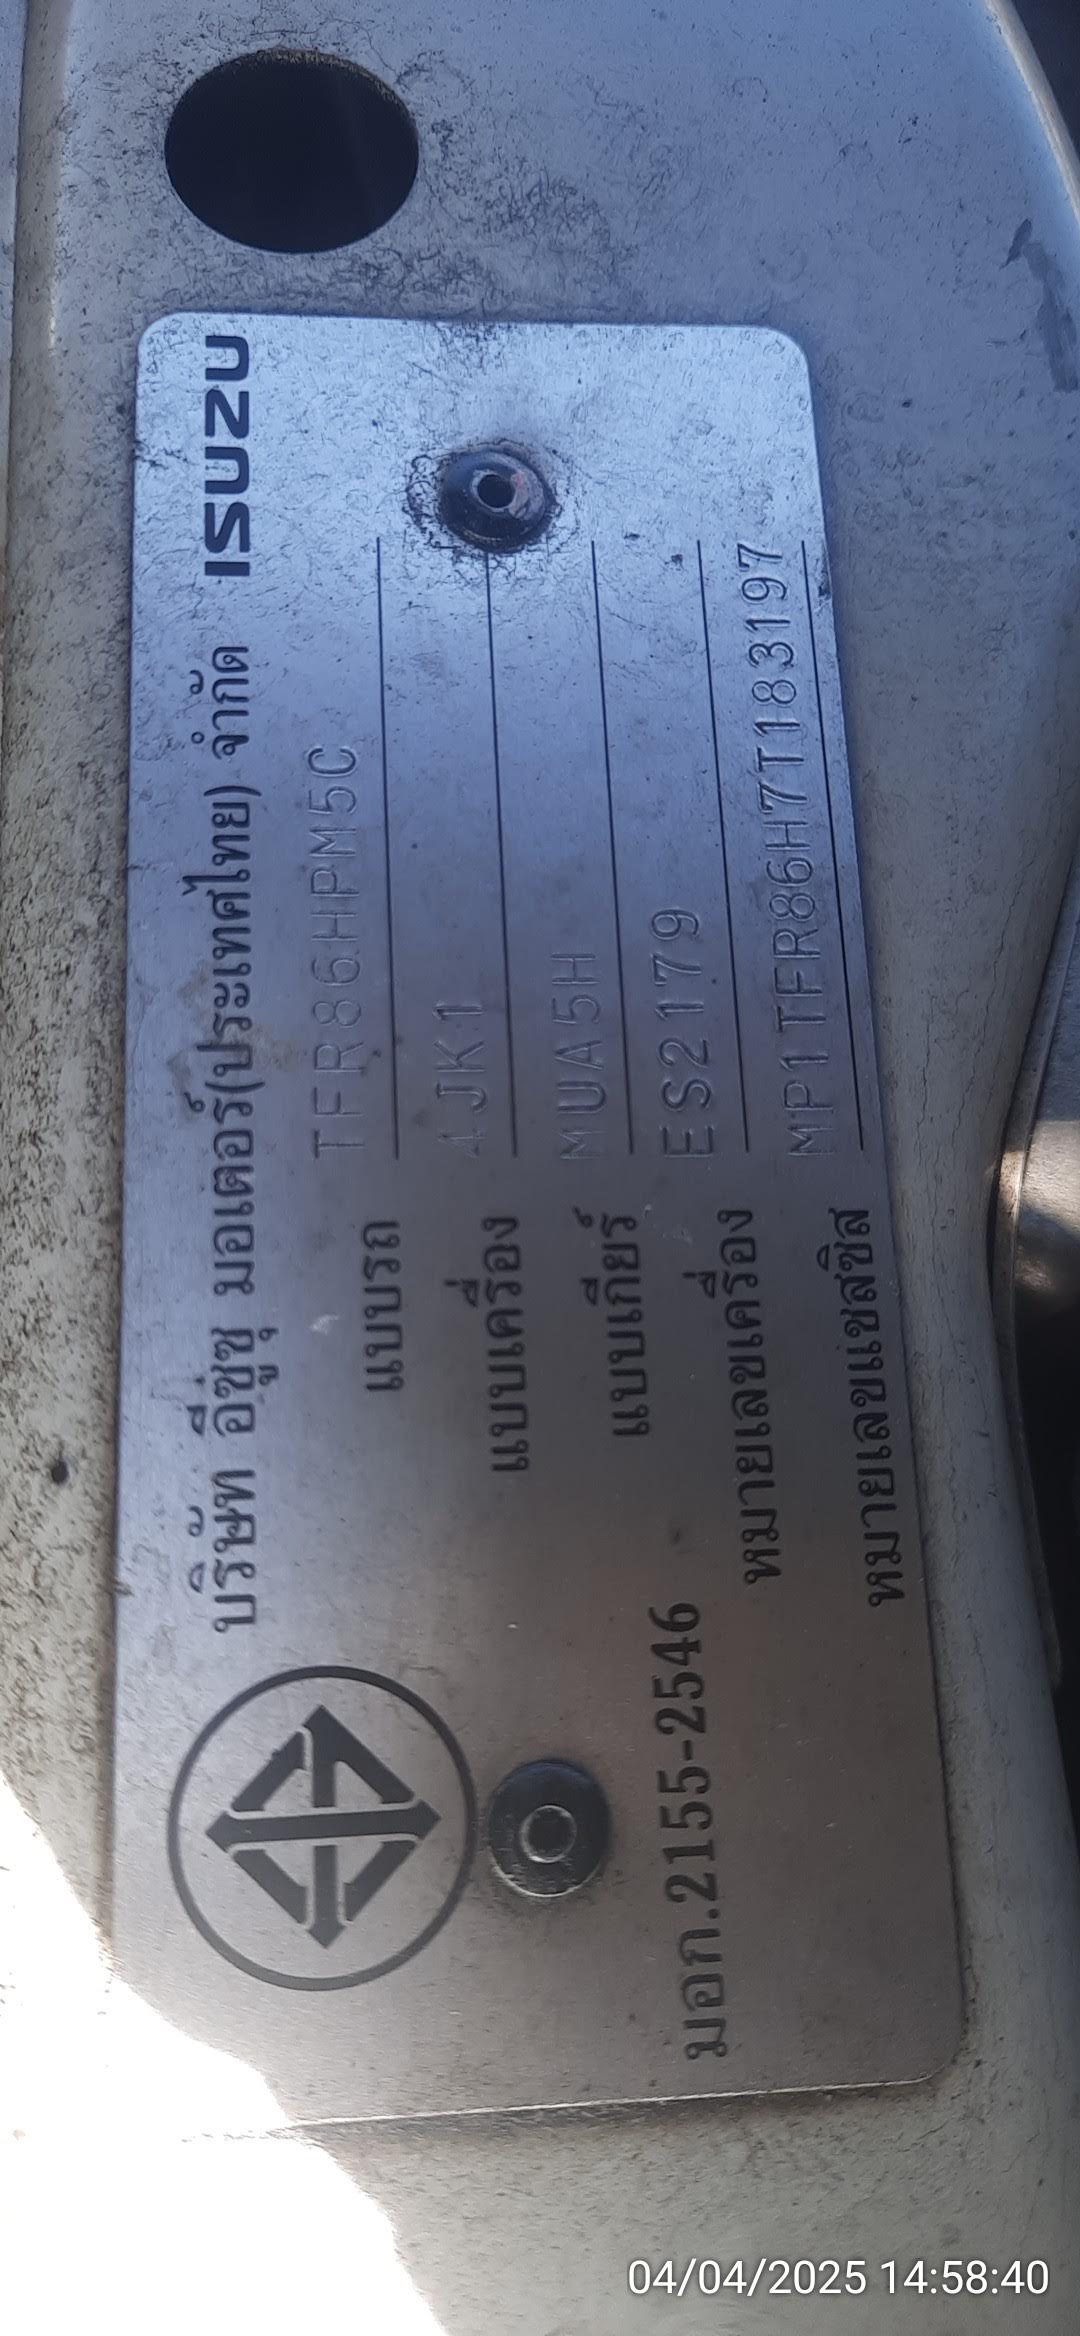 บริษัท อีซูซุ มอเตอร์(ประเทศไทย) จำกัด ISUZU
แบบรถ TFR86HPM5C
แบบเครื่อง 4JK1
แบบเกียร์ MUA5H
หมายเลขเครื่อง ES2179
หมายเลขแชสซีส MP1TFR86H7T183197
มอก.2155-2546
04/04/2025 14:58:40